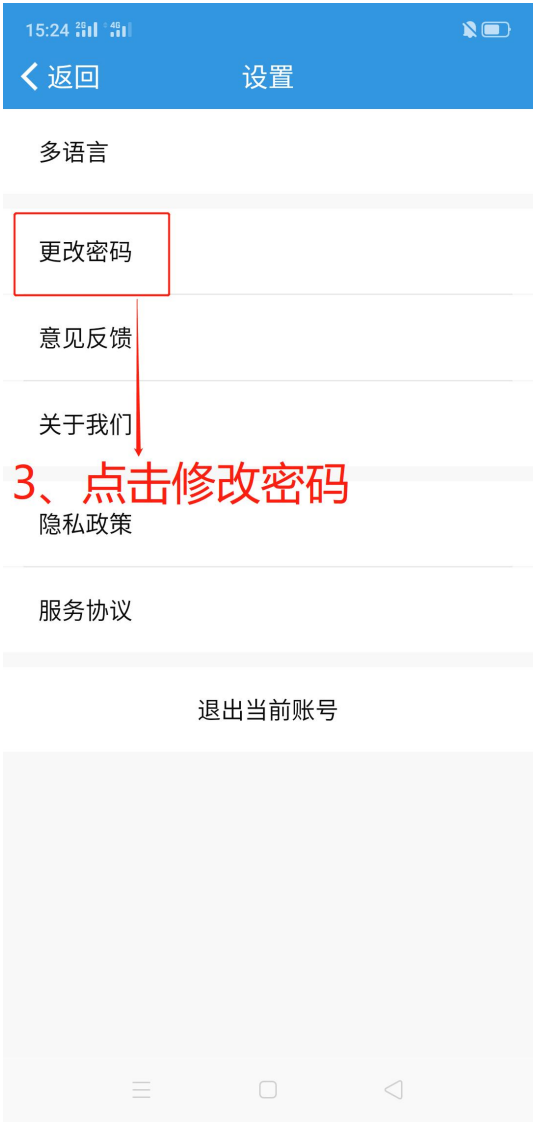 15:24 2G 4G
返回 设置
多语言
更改密码
意见反馈
关于我们
3、点击修改密码
隐私政策
服务协议
退出当前账号